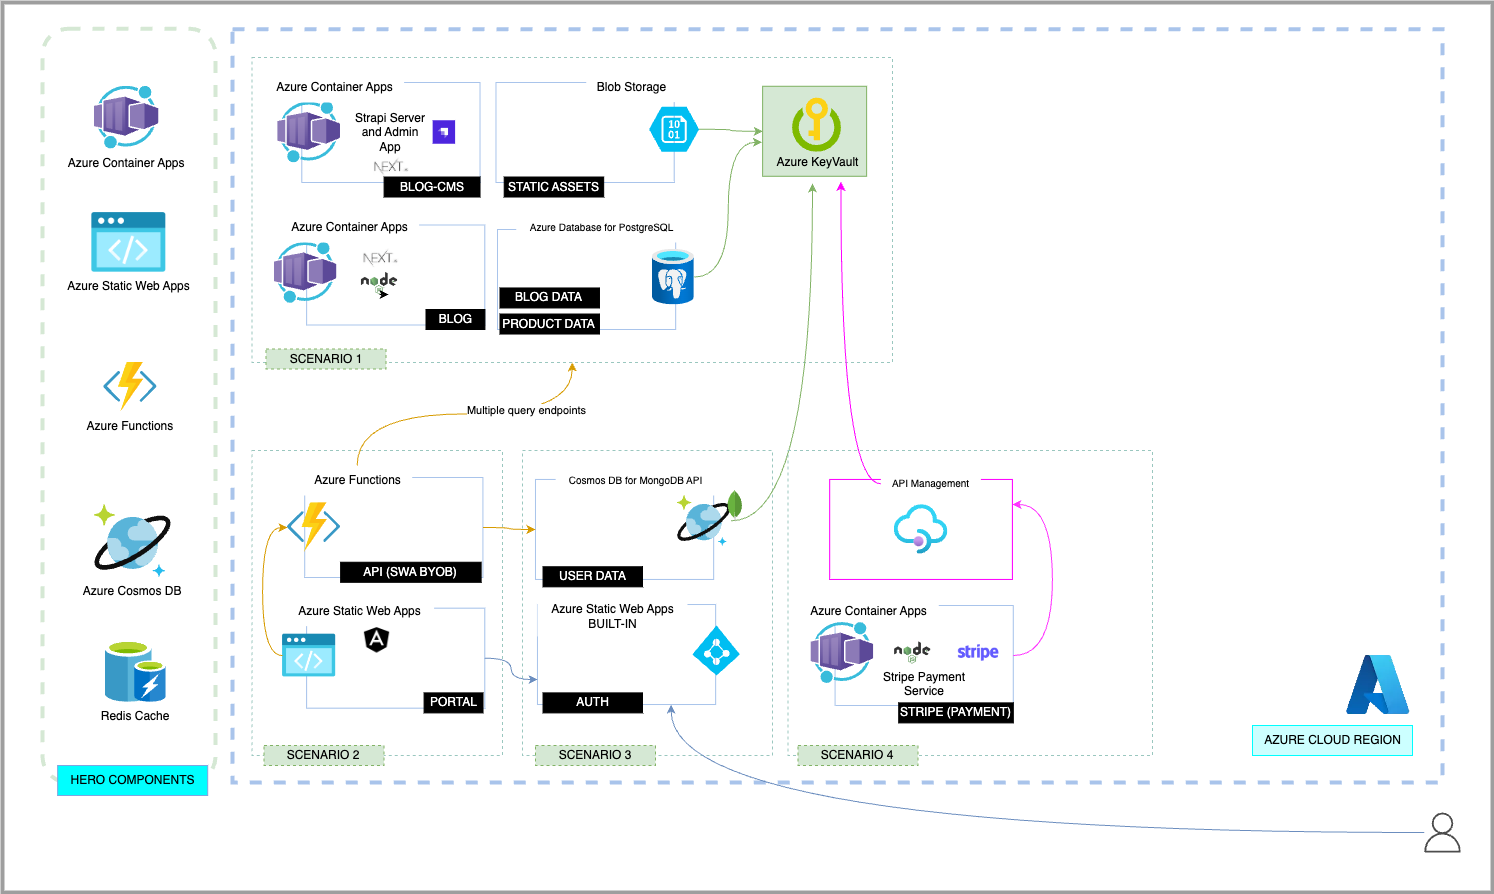 Azure Container Apps
Azure Static Web Apps
Azure Functions
Azure Cosmos DB
Redis Cache
HERO COMPONENTS
Azure Container Apps
Strapi Server
and Admin
App
NEXT.js
BLOG-CMS
Blob Storage
10
01
STATIC ASSETS
Azure KeyVault
Azure Container Apps
NEXT.js
node
JS
BLOG
Azure Database for PostgreSQL
BLOG DATA
PRODUCT DATA
SCENARIO 1
Multiple query endpoints
Azure Functions
API (SWA BYOB)
Azure Static Web Apps
PORTAL
SCENARIO 2
Cosmos DB for MongoDB API
USER DATA
Azure Static Web Apps
BUILT-IN
AUTH
SCENARIO 3
API Management
Azure Container Apps
node
JS
stripe
Stripe Payment
Service
STRIPE (PAYMENT)
SCENARIO 4
AZURE CLOUD REGION